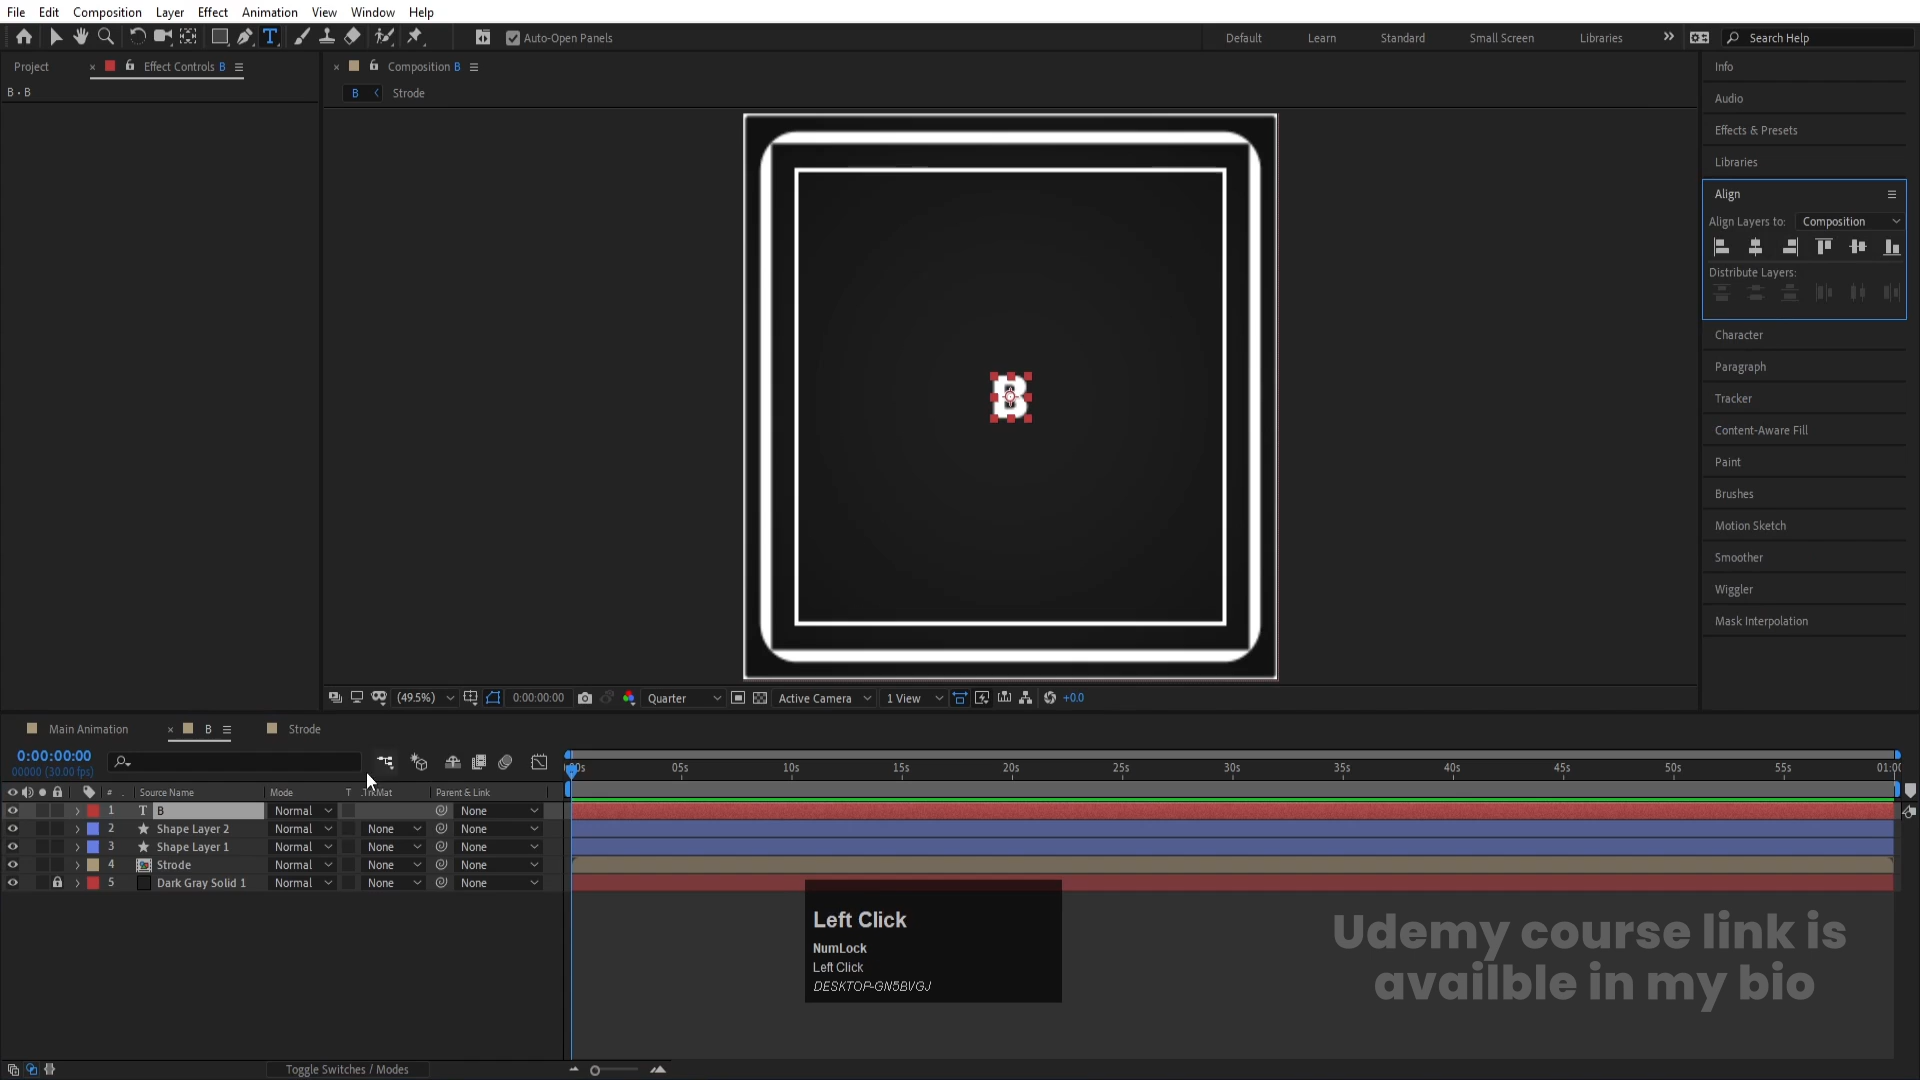 File Edit Composition Layer Effect Animation View Window Help
Auto-Open Panels Default Learn Standard Small Screen Libraries Search Help
Project Effect Controls B
Composition B
B • B
B Strode
Info
Audio
Effects & Presets
Libraries
Align
Align Layers to: Composition
Distribute Layers:
Character
Paragraph
Tracker
Content-Aware Fill
Paint
Brushes
Motion Sketch
Smoother
Wiggler
Mask Interpolation
B
(49.5%) 0:00:00:00 Quarter Active Camera 1 View +0.0
Main Animation B Strode
0:00:00:00
00000 (30.00 fps)
05s 10s 15s 20s 25s 30s 35s 40s 45s 50s 55s
# Source Name Mode T .TrkMat Parent & Link
1 T B Normal None
2 Shape Layer 2 Normal None None
3 Shape Layer 1 Normal None None
4 Strode Normal None None
5 Dark Gray Solid 1 Normal None None
Left Click
NumLock
Left Click
DESKTOP-GN5BVGJ
Udemy course link is
availble in my bio
Toggle Switches / Modes